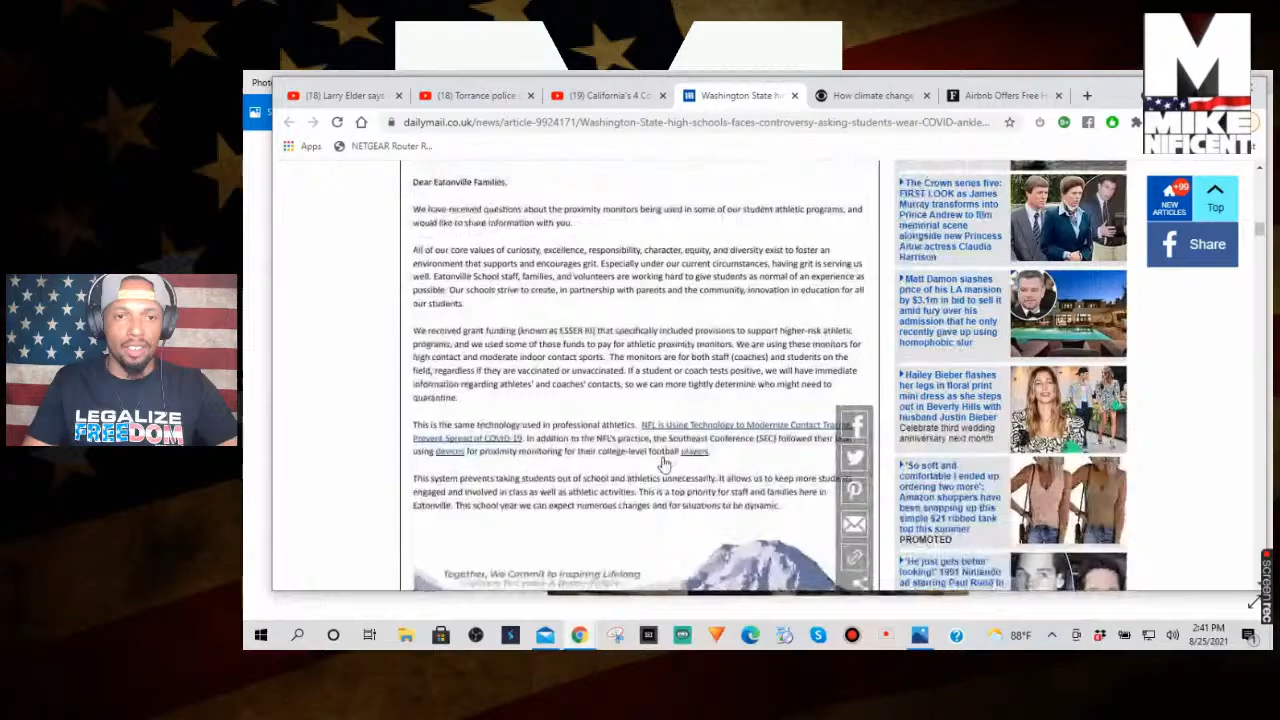 Photo
(18) Larry Elder says
(18) Torrance police
(19) California's 4 Co
Washington State hi
How climate change
Airbnb Offers Free H
dailymail.co.uk/news/article-9924171/Washington-State-high-schools-faces-controversy-asking-students-wear-COVID-ankle...
Apps
NETGEAR Router R...
M
MIKE
NIFICENT
Dear Eatonville Families,
We have received questions about the proximity monitors being used in some of our student athletic programs, and
would like to share information with you.
All of our core values of curiosity, excellence, responsibility, character, equity, and diversity exist to foster an
environment that supports and encourages grit. Especially under our current circumstances, having grit is serving us
well. Eatonville School staff, families, and volunteers are working hard to give students as normal of an experience as
possible. Our schools strive to create, in partnership with parents and the community, innovation in education for all
our students.
We received grant funding (known as ESSER III) that specifically included provisions to support higher-risk athletic
programs, and we used some of those funds to pay for athletic proximity monitors. We are using these monitors for
high contact and moderate indoor contact sports. The monitors are for both staff (coaches) and students on the
field, regardless if they are vaccinated or unvaccinated. If a student or coach tests positive, we will have immediate
information regarding athletes' and coaches' contacts, so we can more tightly determine who might need to
quarantine.
This is the same technology used in professional athletics. NFL is Using Technology to Modernize Contact
Prevent Spread of COVID-19. In addition to the NFL's practice, the Southeast Conference (SEC) followed their
using devices for proximity monitoring for their college-level football players.
This system prevents taking students out of school and athletics unnecessarily. It allows us to keep more
engaged and involved in class as well as athletic activities. This is a top priority for staff and families here in
Eatonville. This school year we can expect numerous changes and for situations to be dynamic.
Together, We Commit to Inspiring Lifelong
The Crown series five:
FIRST LOOK as James
Murray transforms into
Prince Andrew to film
memorial scene
alongside new Princess
Anne actress Claudia
Harrison
Matt Damon slashes
price of his LA mansion
by $3.1m in bid to sell it
amid fury over his
admission that he only
recently gave up using
homophobic slur
Hailey Bieber flashes
her legs in floral print
mini dress as she steps
out in Beverly Hills with
husband Justin Bieber
Celebrate third wedding
anniversary next month
'So soft and
comfortable I ended up
ordering two more':
Amazon shoppers have
been snapping up this
simple $21 ribbed tank
top this summer
PROMOTED
'He just gets better
looking!' 1991 Nintendo
ad starring Paul Rudd in
+99
NEW
ARTICLES
Top
Share
LEGALIZE
FREEDOM
screenrec
88°F
2:41 PM
8/25/2021